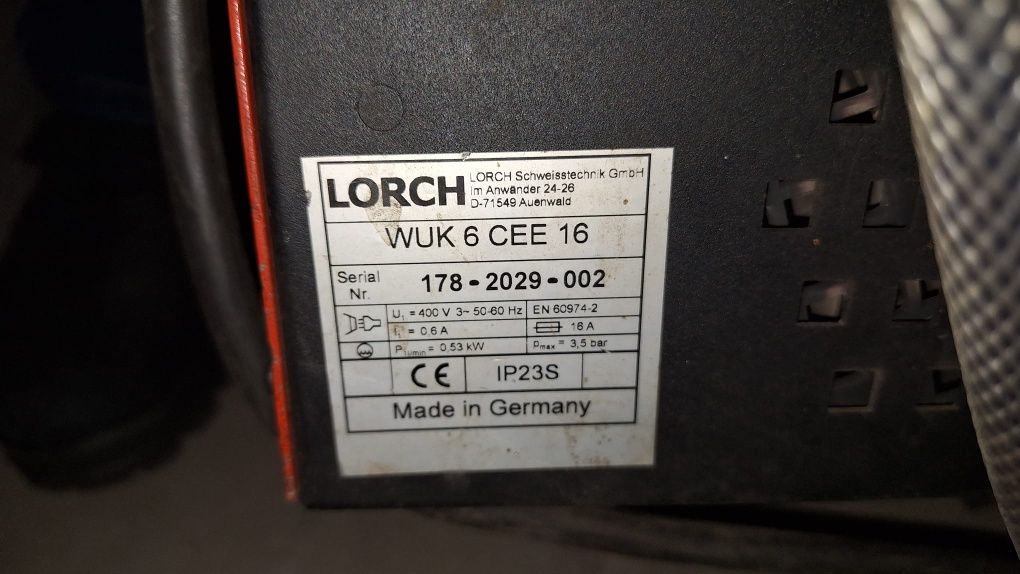 LORCH
LORCH Schweisstechnik GmbH
Im Anwänder 24-26
D-71549 Auenwald
WUK 6 CEE 16
Serial Nr. 178 - 2029 - 002
U₁ = 400 V 3~ 50-60 Hz EN 60974-2
I₁ = 0,6 A 16 A
P1l/min = 0,53 kW pmax = 3,5 bar
CE IP23S
Made in Germany